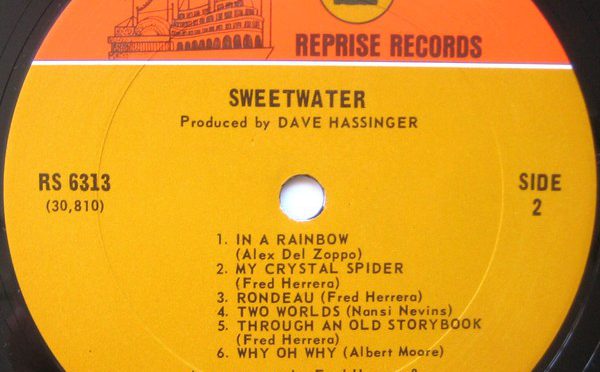 REPRISE RECORDS
SWEETWATER
Produced by DAVE HASSINGER
RS 6313
(30,810)
SIDE
2
1. IN A RAINBOW
(Alex Del Zoppo)
2. MY CRYSTAL SPIDER
(Fred Herrera)
3. RONDEAU (Fred Herrera)
4. TWO WORLDS (Nansi Nevins)
5. THROUGH AN OLD STORYBOOK
(Fred Herrera)
6. WHY OH WHY (Albert Moore)